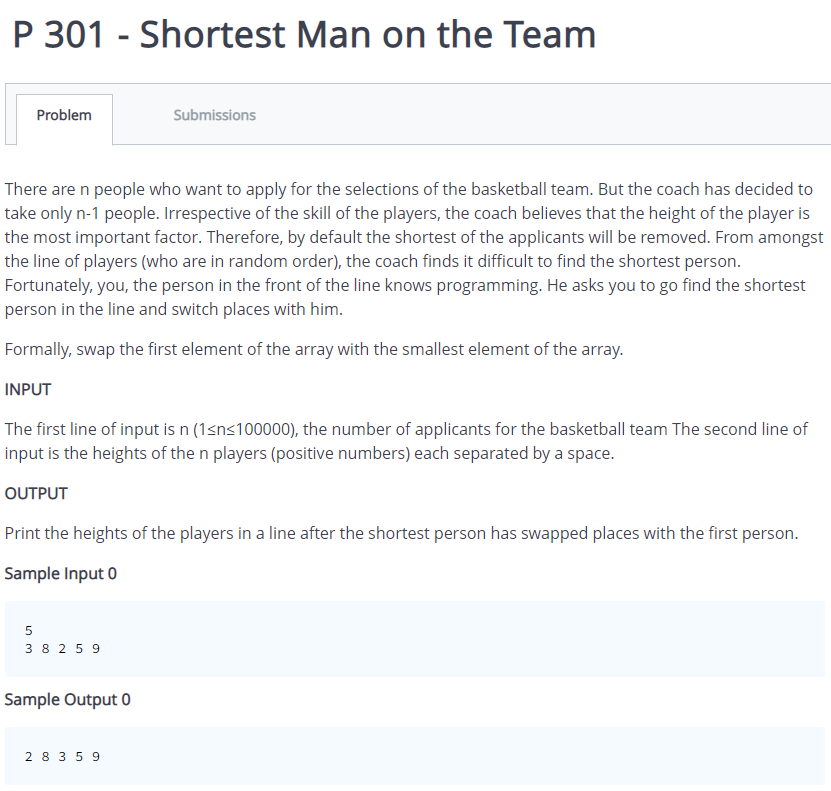 P 301 - Shortest Man on the Team
Problem
Submissions
There are n people who want to apply for the selections of the basketball team. But the coach has decided to
take only n-1 people. Irrespective of the skill of the players, the coach believes that the height of the player is
the most important factor. Therefore, by default the shortest of the applicants will be removed. From amongst
the line of players (who are in random order), the coach finds it difficult to find the shortest person.
Fortunately, you, the person in the front of the line knows programming. He asks you to go find the shortest
person in the line and switch places with him.
Formally, swap the first element of the array with the smallest element of the array.
INPUT
The first line of input is n (1≤n≤100000), the number of applicants for the basketball team The second line of
input is the heights of the n players (positive numbers) each separated by a space.
OUTPUT
Print the heights of the players in a line after the shortest person has swapped places with the first person.
Sample Input 0
5
3 8 2 5 9
Sample Output 0
2 8 3 5 9